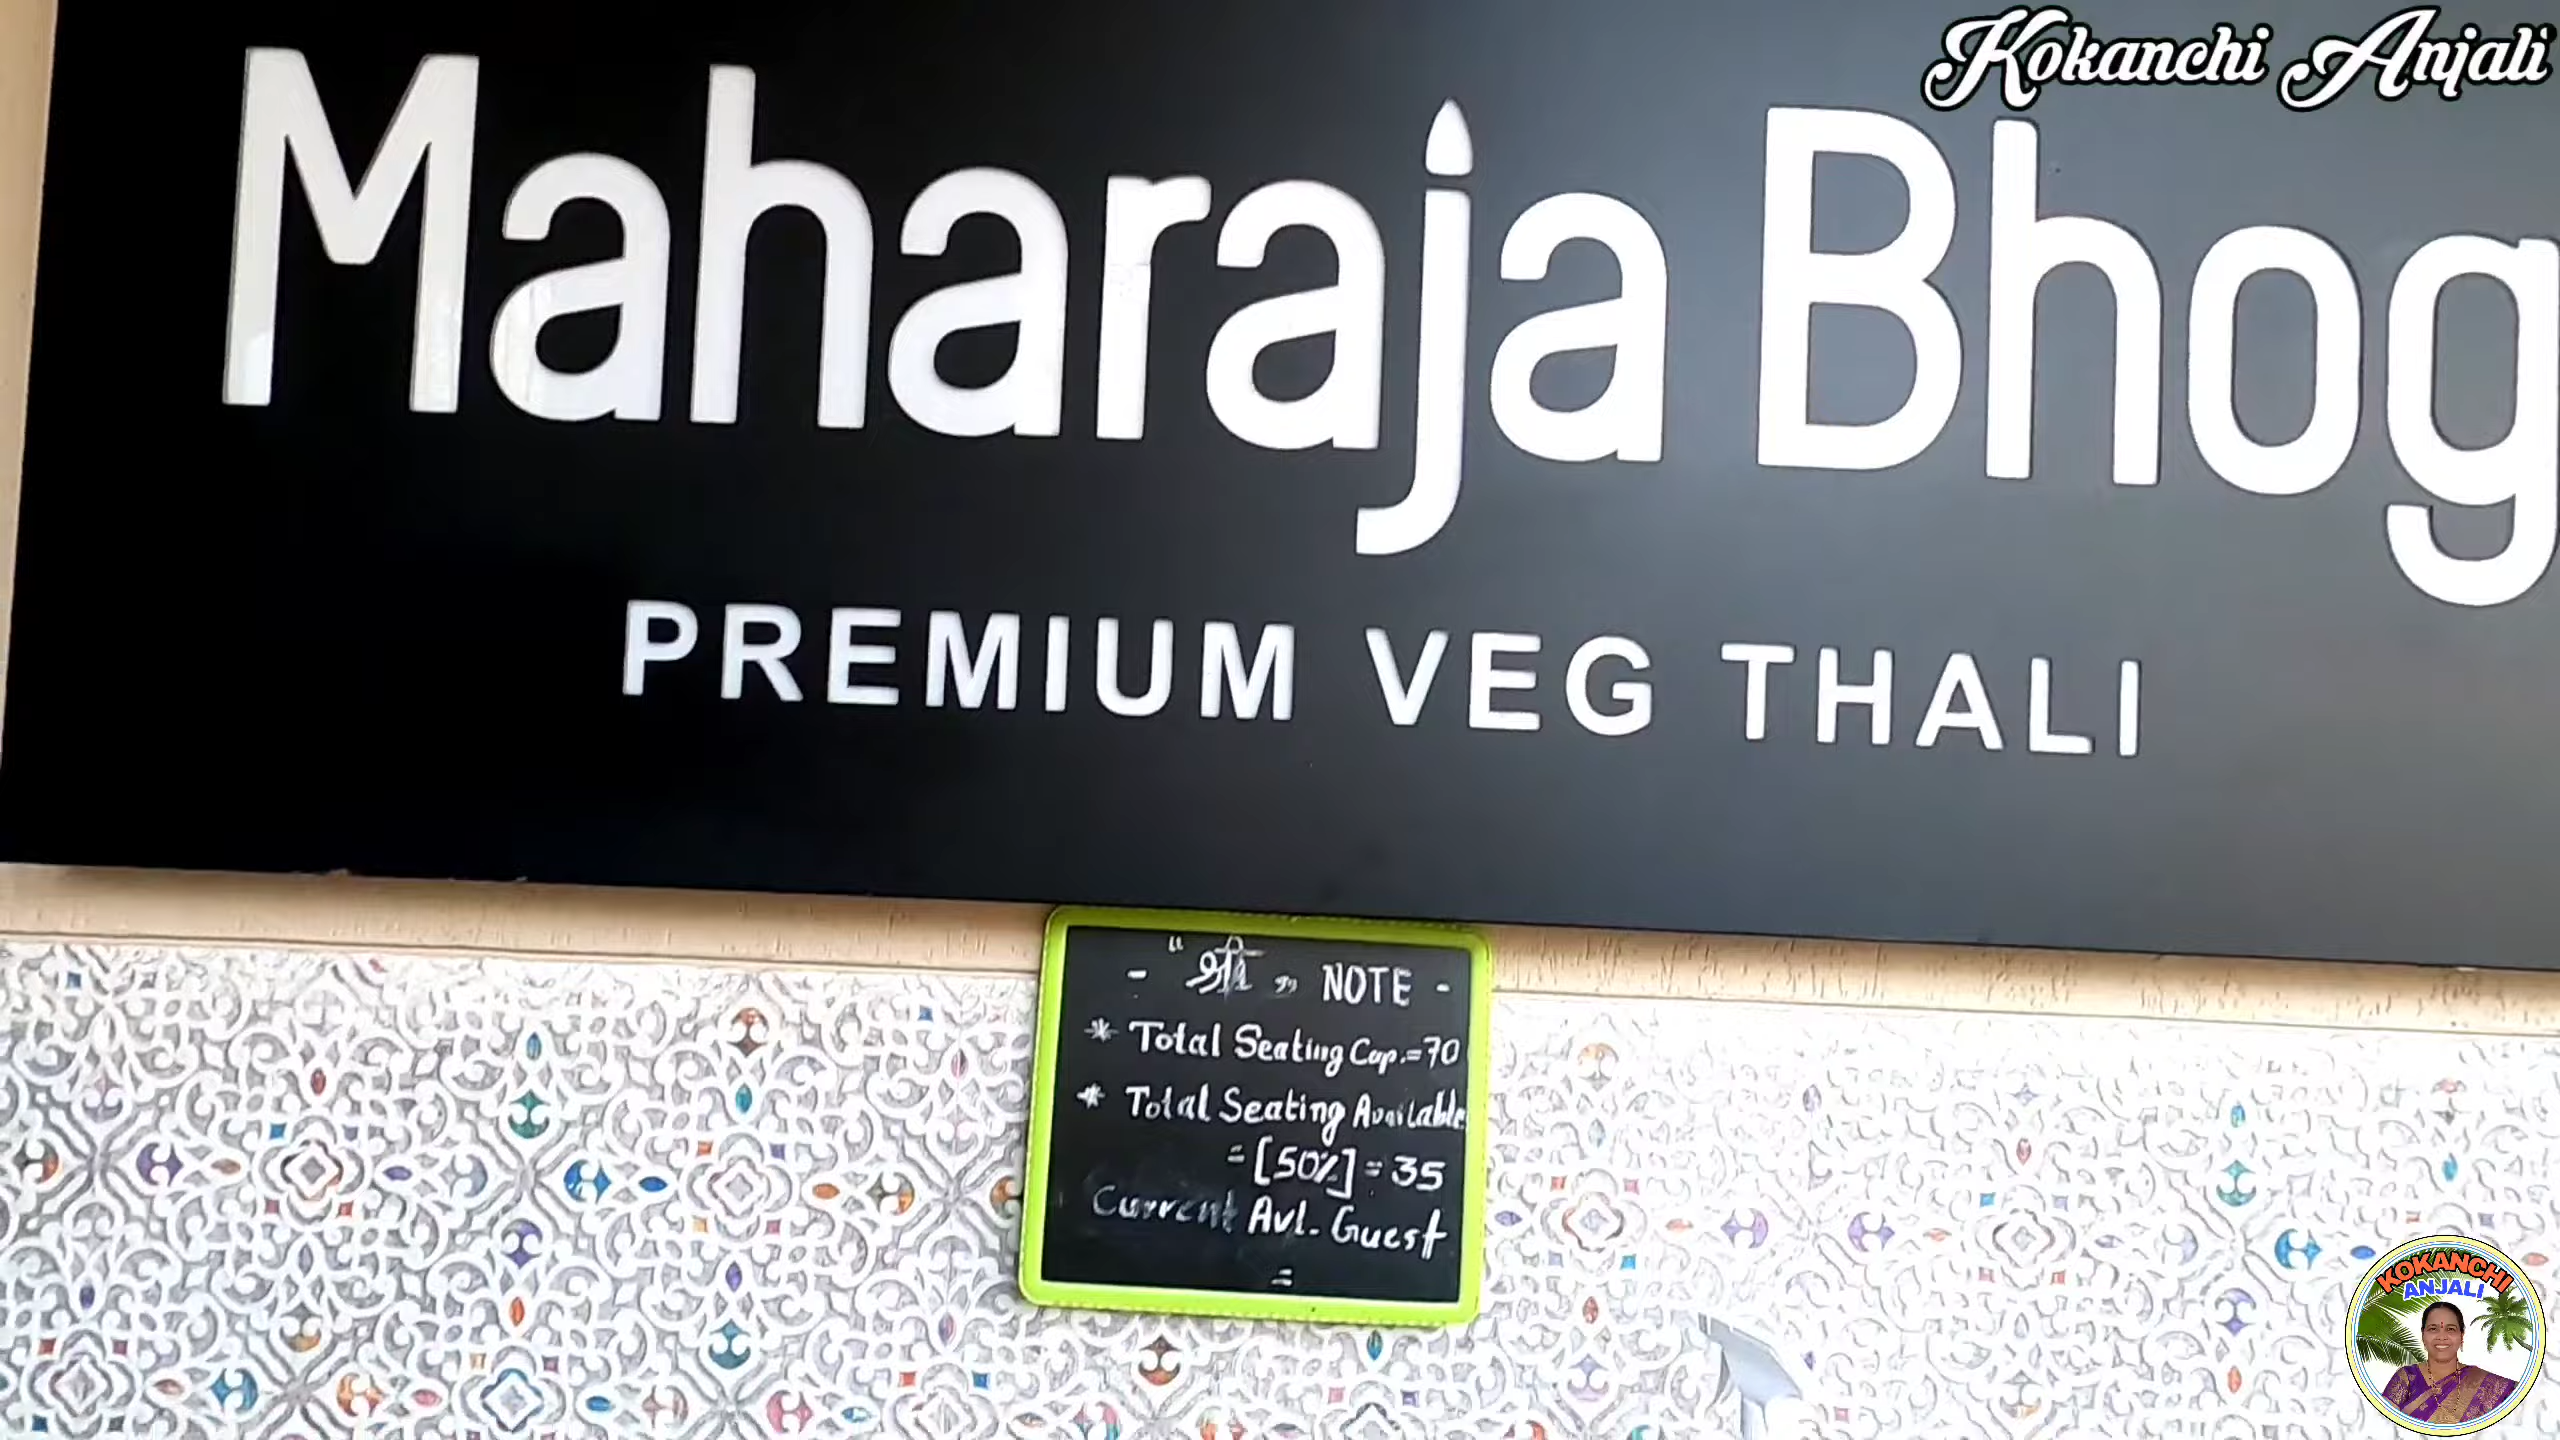 Kokanchi Anjali
Maharaja Bhog
PREMIUM VEG THALI
- "श्री" NOTE -
* Total Seating Cap.=70
* Total Seating Available
=[50%]=35
Current Avl. Guest
=
KOKANCHI
ANJALI